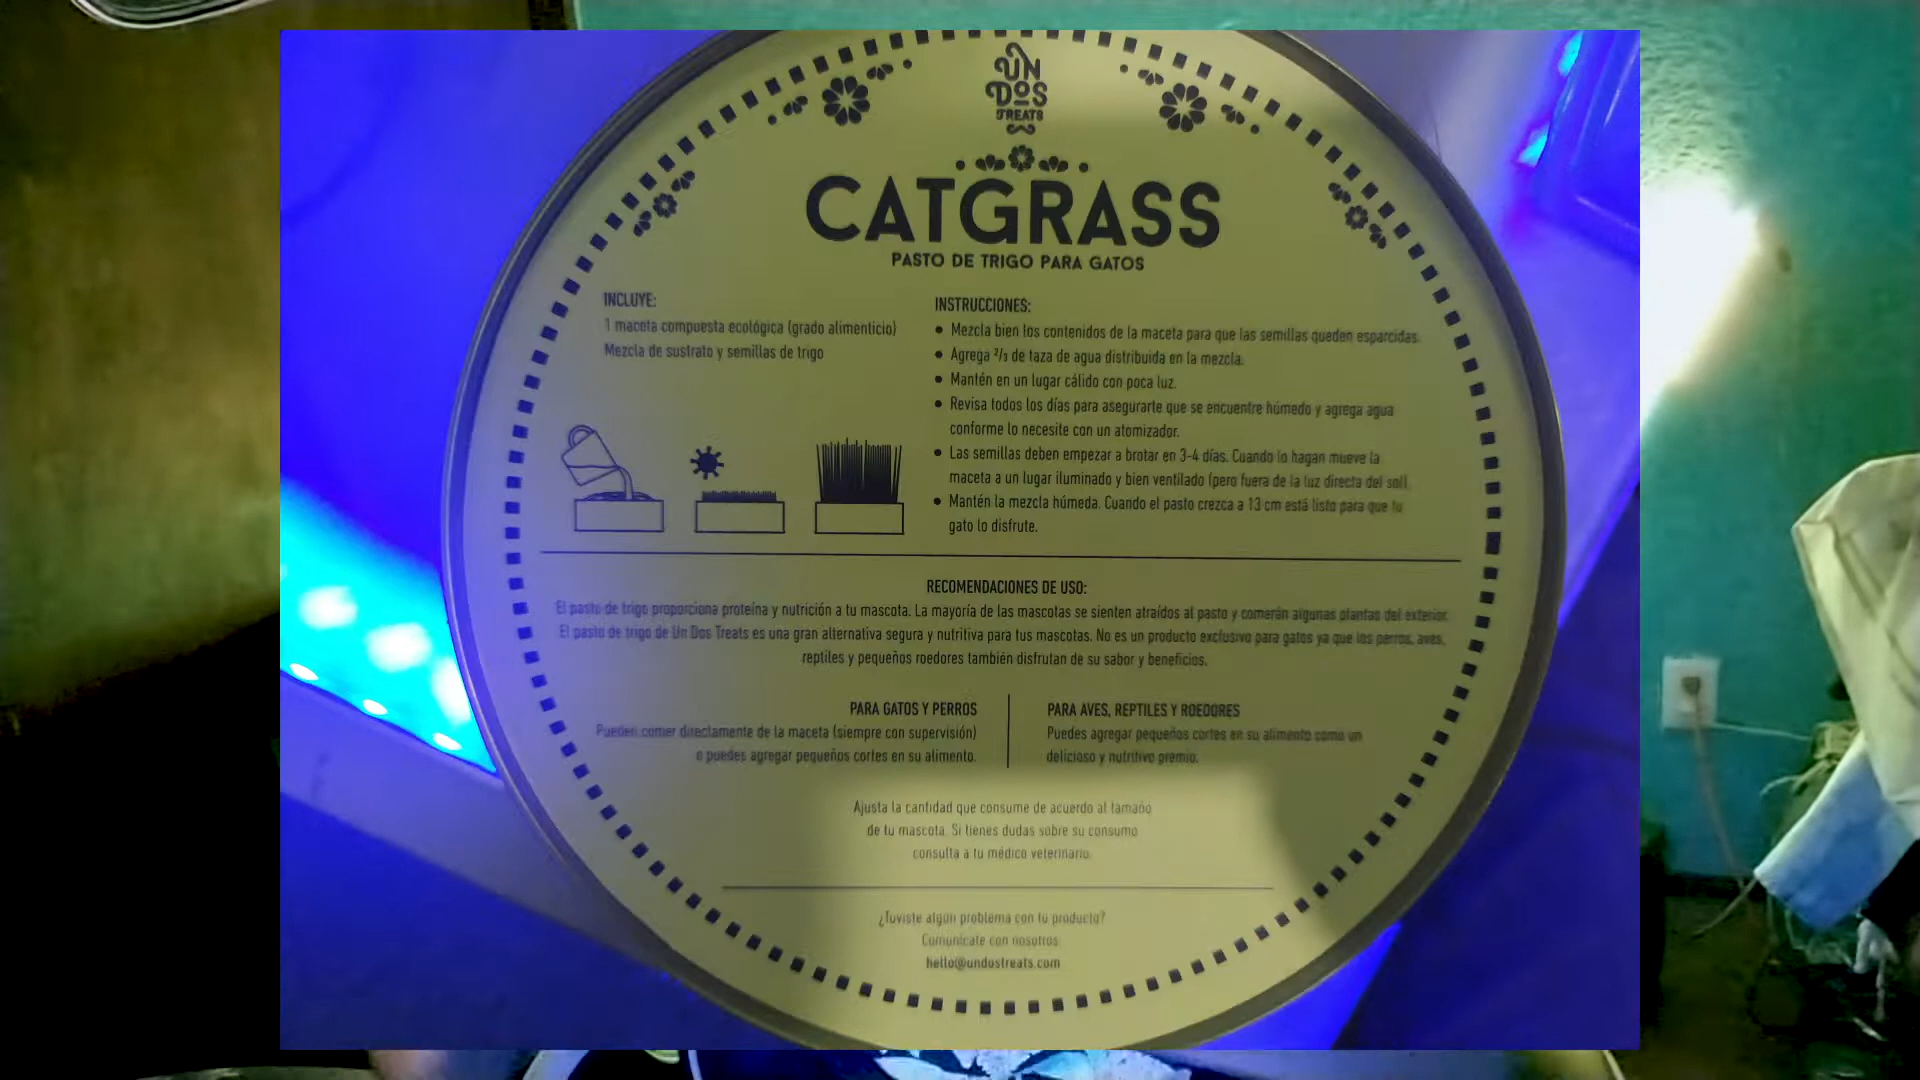 ÚN
DOS
TREATS
CATGRASS
PASTO DE TRIGO PARA GATOS
INCLUYE:
1 maceta compuesta ecológica (grado alimenticio)
Mezcla de sustrato y semillas de trigo
INSTRUCCIONES:
• Mezcla bien los contenidos de la maceta para que las semillas queden esparcidas.
• Agrega ²/₃ de taza de agua distribuida en la mezcla.
• Mantén en un lugar cálido con poca luz.
• Revisa todos los días para asegurarte que se encuentre húmedo y agrega agua
conforme lo necesite con un atomizador.
• Las semillas deben empezar a brotar en 3-4 días. Cuando lo hagan mueve la
maceta a un lugar iluminado y bien ventilado (pero fuera de la luz directa del sol).
• Mantén la mezcla húmeda. Cuando el pasto crezca a 13 cm está listo para que tu
gato lo disfrute.
RECOMENDACIONES DE USO:
El pasto de trigo proporciona proteína y nutrición a tu mascota. La mayoría de las mascotas se sienten atraídos al pasto y comerán algunas plantas del exterior.
El pasto de trigo de Un Dos Treats es una gran alternativa segura y nutritiva para tus mascotas. No es un producto exclusivo para gatos ya que los perros, aves,
reptiles y pequeños roedores también disfrutan de su sabor y beneficios.
PARA GATOS Y PERROS
Pueden comer directamente de la maceta (siempre con supervisión)
o puedes agregar pequeños cortes en su alimento.
PARA AVES, REPTILES Y ROEDORES
Puedes agregar pequeños cortes en su alimento como un
delicioso y nutritivo premio.
Ajusta la cantidad que consume de acuerdo al tamaño
de tu mascota. Si tienes dudas sobre su consumo
consulta a tu médico veterinario.
¿Tuviste algún problema con tu producto?
Comunícate con nosotros:
hello@undostreats.com